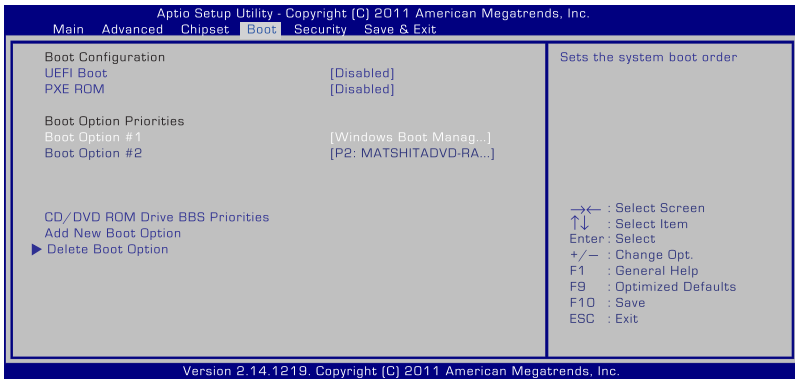 Aptio Setup Utility - Copyright (C) 2011 American Megatrends, Inc.
Main Advanced Chipset Boot Security Save & Exit
Boot Configuration
UEFI Boot [Disabled]
PXE ROM [Disabled]
Boot Option Priorities
Boot Option #1 [Windows Boot Manag...]
Boot Option #2 [P2: MATSHITADVD-RA...]
CD/DVD ROM Drive BBS Priorities
Add New Boot Option
▶ Delete Boot Option
Sets the system boot order
→← : Select Screen
↑↓ : Select Item
Enter : Select
+/− : Change Opt.
F1 : General Help
F9 : Optimized Defaults
F10 : Save
ESC : Exit
Version 2.14.1219. Copyright (C) 2011 American Megatrends, Inc.